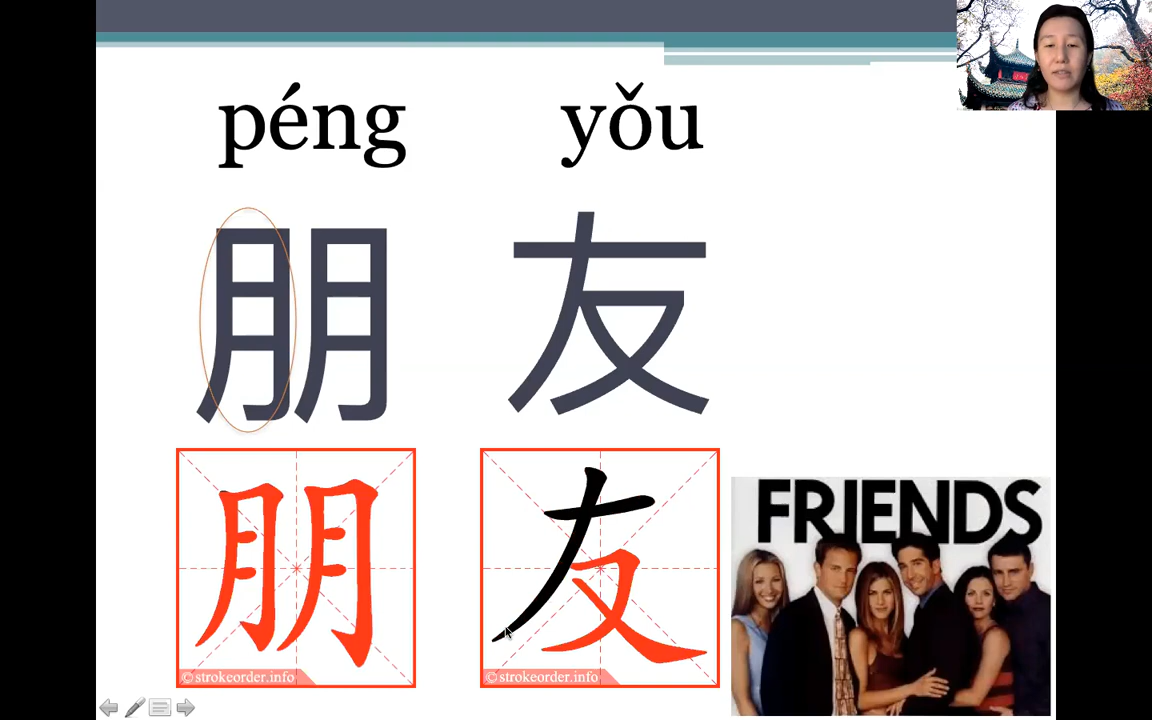 péng yǒu
朋 友
朋 友
©strokeorder.info ©strokeorder.info
FRIENDS